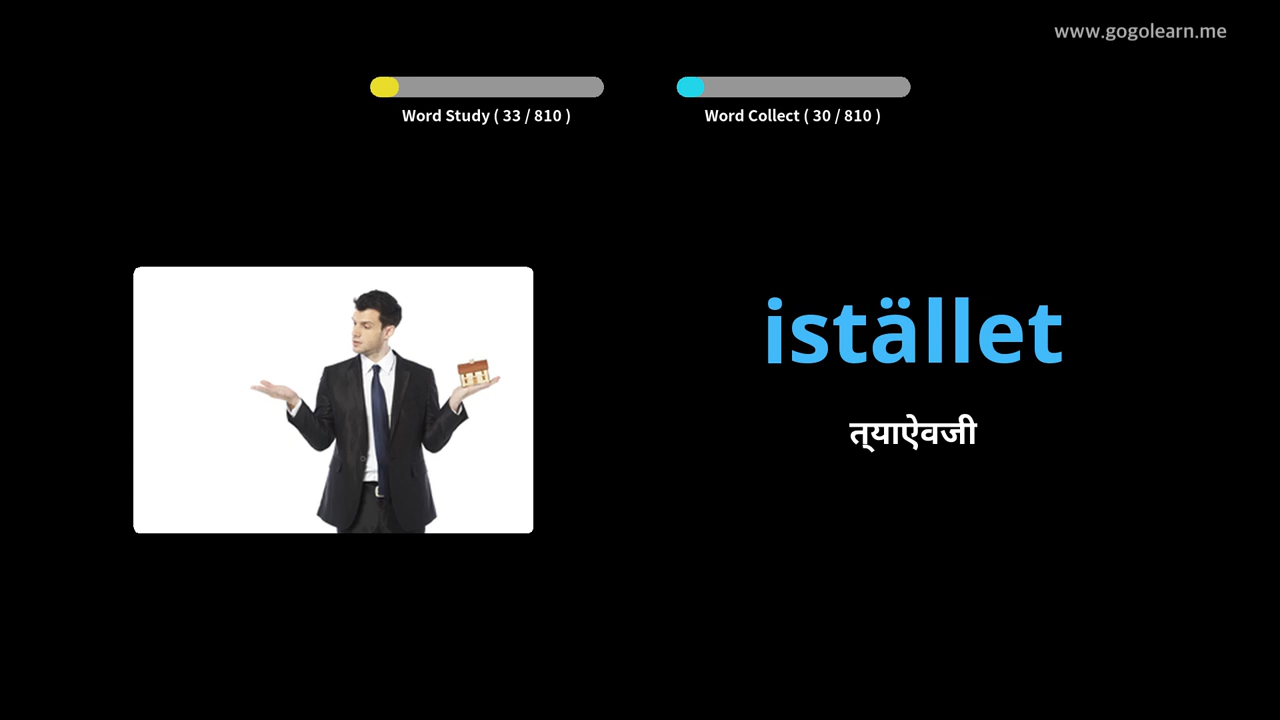 www.gogolearn.me
Word Study ( 33 / 810 )
Word Collect ( 30 / 810 )
istället
त्याऐवजी